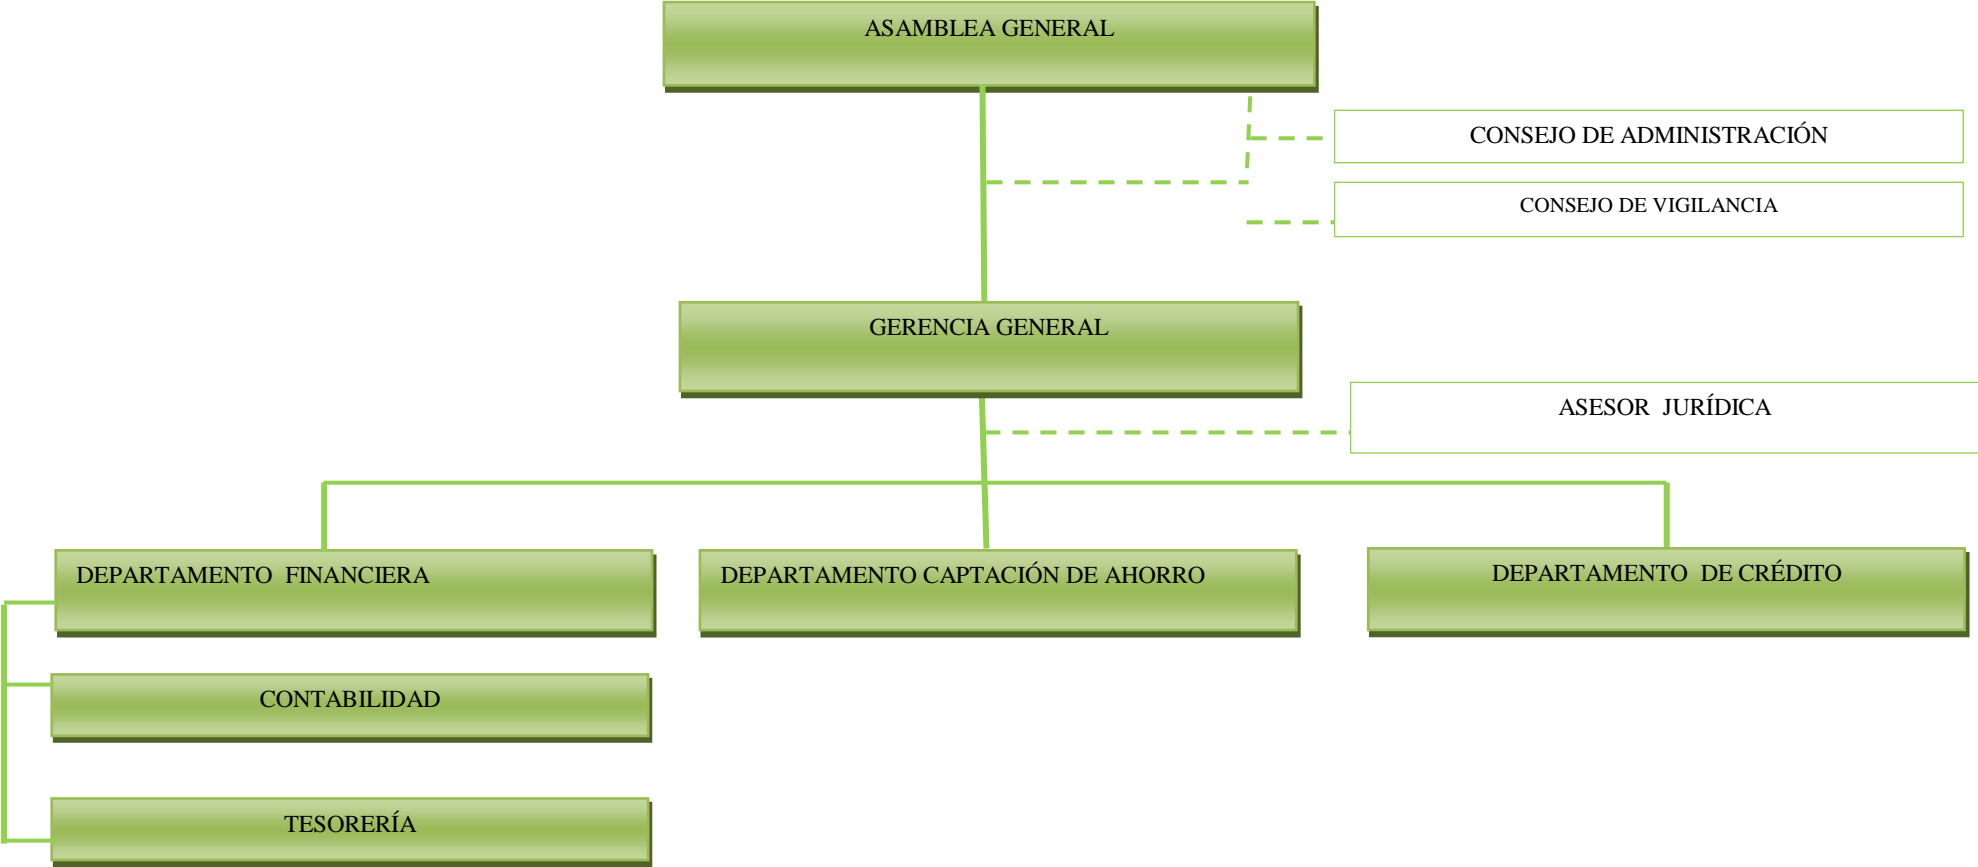 ASAMBLEA GENERAL
CONSEJO DE ADMINISTRACIÓN
CONSEJO DE VIGILANCIA
GERENCIA GENERAL
ASESOR JURÍDICA
DEPARTAMENTO FINANCIERA
DEPARTAMENTO CAPTACIÓN DE AHORRO
DEPARTAMENTO DE CRÉDITO
CONTABILIDAD
TESORERÍA